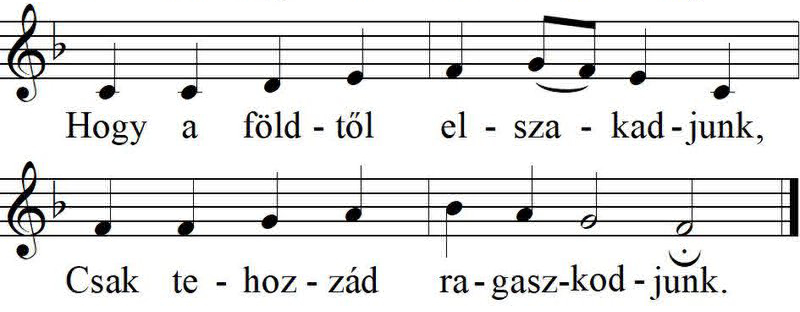 Hogy a föld - től el - sza - kad - junk,
Csak te - hoz - zád ra - gasz - kod - junk.